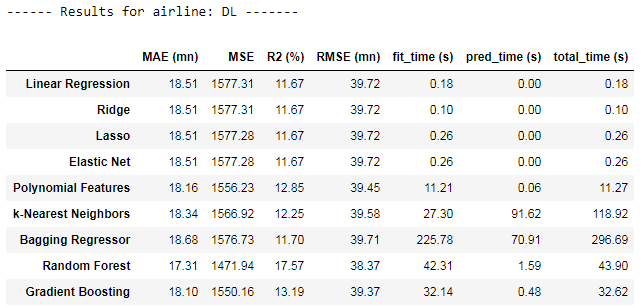 ------ Results for airline: DL -------
MAE (mn) MSE R2 (%) RMSE (mn) fit_time (s) pred_time (s) total_time (s)
Linear Regression 18.51 1577.31 11.67 39.72 0.18 0.00 0.18
Ridge 18.51 1577.31 11.67 39.72 0.10 0.00 0.10
Lasso 18.51 1577.28 11.67 39.72 0.26 0.00 0.26
Elastic Net 18.51 1577.28 11.67 39.72 0.26 0.00 0.26
Polynomial Features 18.16 1556.23 12.85 39.45 11.21 0.06 11.27
k-Nearest Neighbors 18.34 1566.92 12.25 39.58 27.30 91.62 118.92
Bagging Regressor 18.68 1576.73 11.70 39.71 225.78 70.91 296.69
Random Forest 17.31 1471.94 17.57 38.37 42.31 1.59 43.90
Gradient Boosting 18.10 1550.16 13.19 39.37 32.14 0.48 32.62